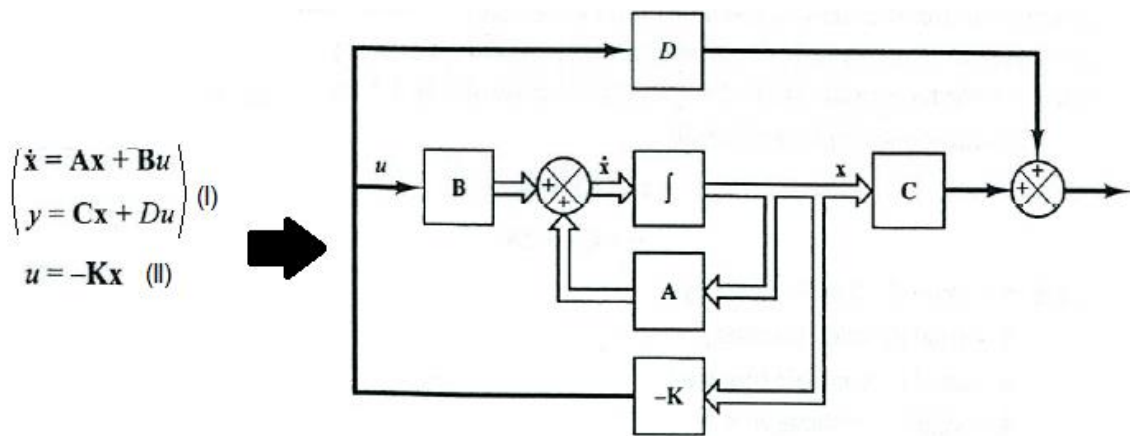 ẋ = Ax + Bu
y = Cx + Du
(I)
u = –Kx (II)
D
u
B
+
+
ẋ
∫
x
C
+
+
A
–K